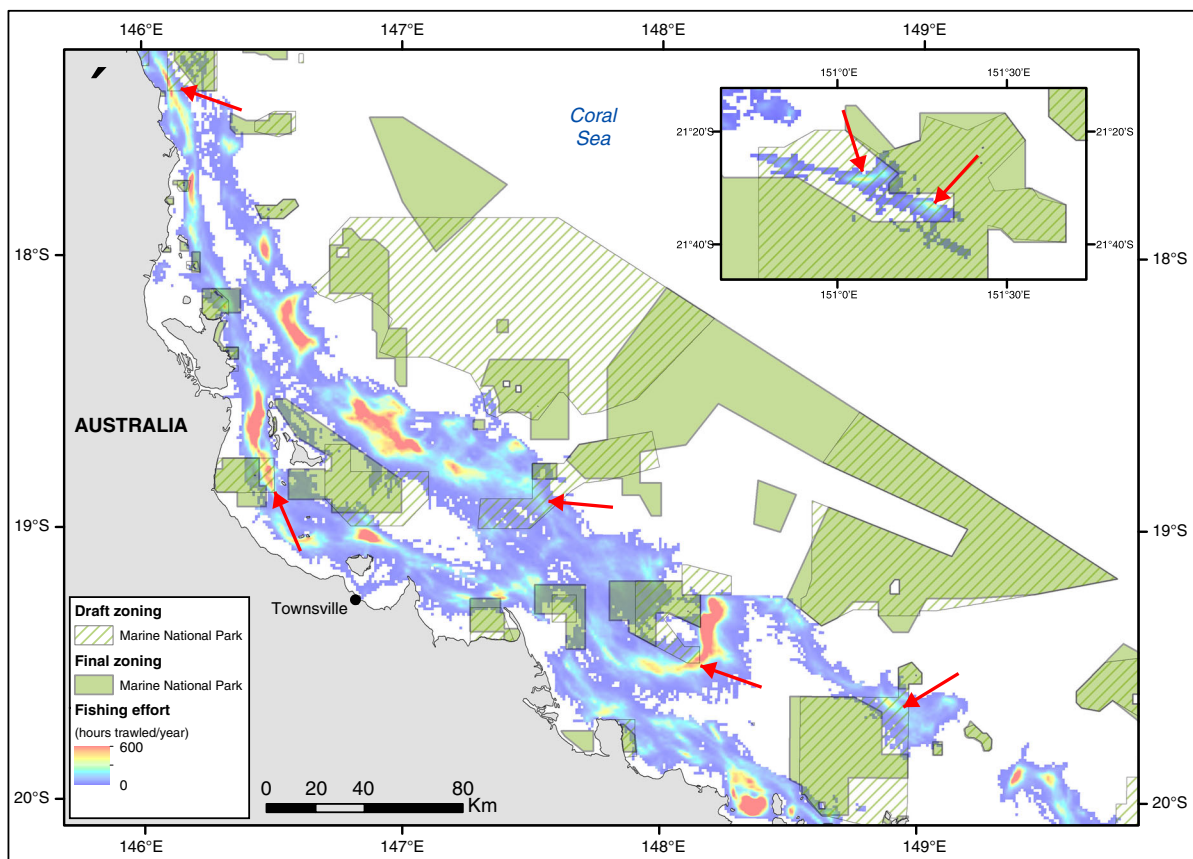 146°E 147°E 148°E 149°E
151°0'E 151°30'E
Coral
Sea
21°20'S 21°20'S
21°40'S 21°40'S
151°0'E 151°30'E
18°S 18°S
AUSTRALIA
19°S 19°S
Townsville
Draft zoning
Marine National Park
Final zoning
Marine National Park
Fishing effort
(hours trawled/year)
600
0
0 20 40 80
Km
20°S 20°S
146°E 147°E 148°E 149°E